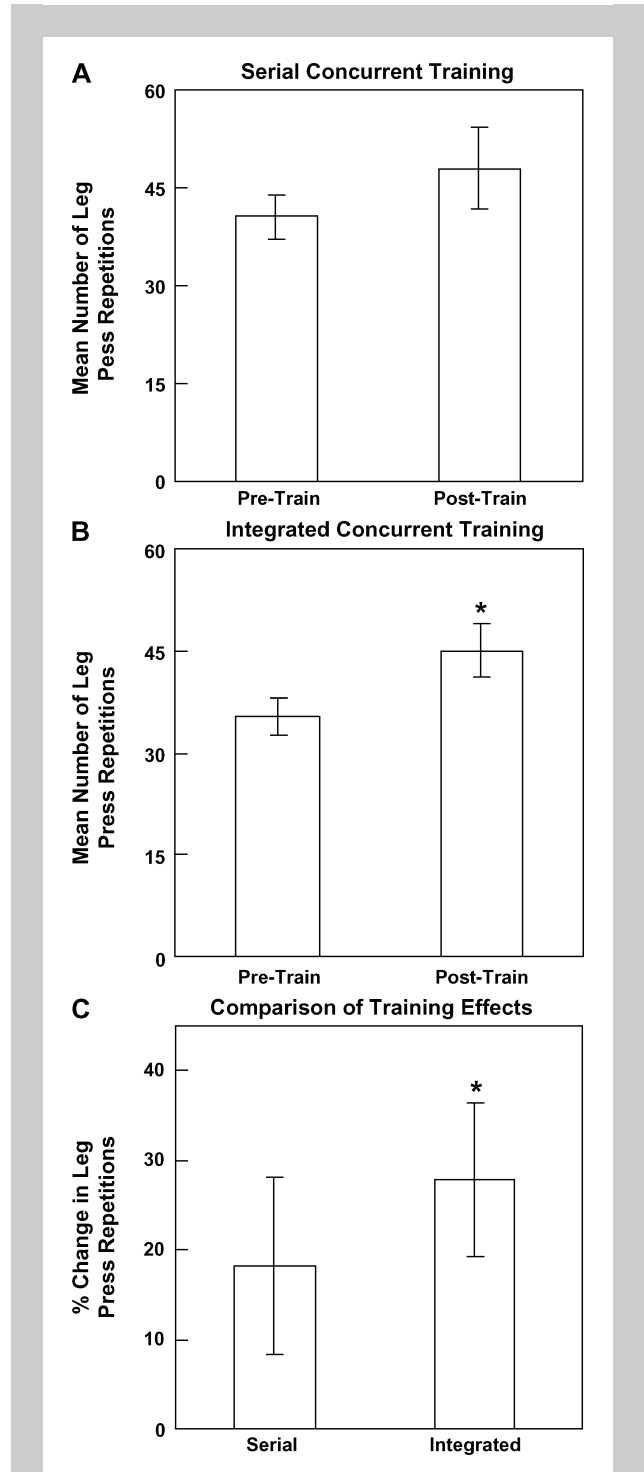 A
Serial Concurrent Training
60
45
30
15
0
Mean Number of Leg
Pess Repetitions
Pre-Train
Post-Train
B
Integrated Concurrent Training
60
45
30
15
0
Mean Number of Leg
Press Repetitions
*
Pre-Train
Post-Train
C
Comparison of Training Effects
40
30
20
10
0
% Change in Leg
Press Repetitions
*
Serial
Integrated